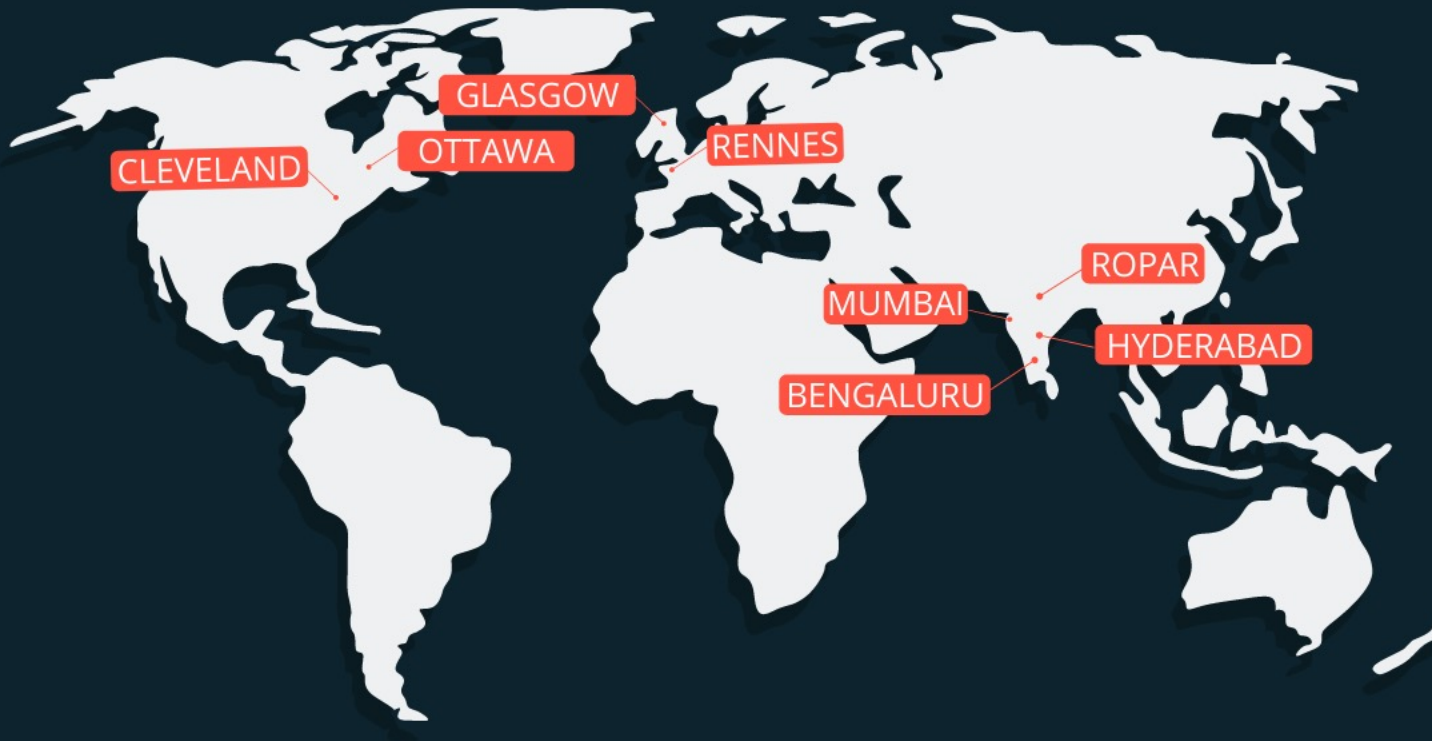 GLASGOW
OTTAWA
RENNES
CLEVELAND
ROPAR
MUMBAI
HYDERABAD
BENGALURU